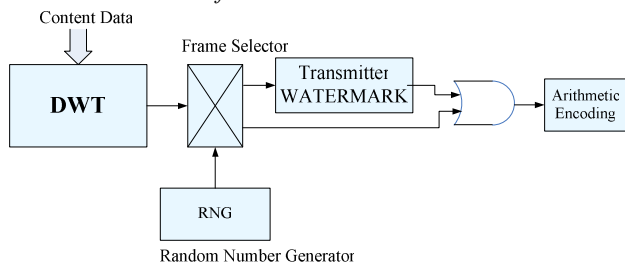 Content Data
Frame Selector
DWT
Transmitter
WATERMARK
Arithmetic
Encoding
RNG
Random Number Generator